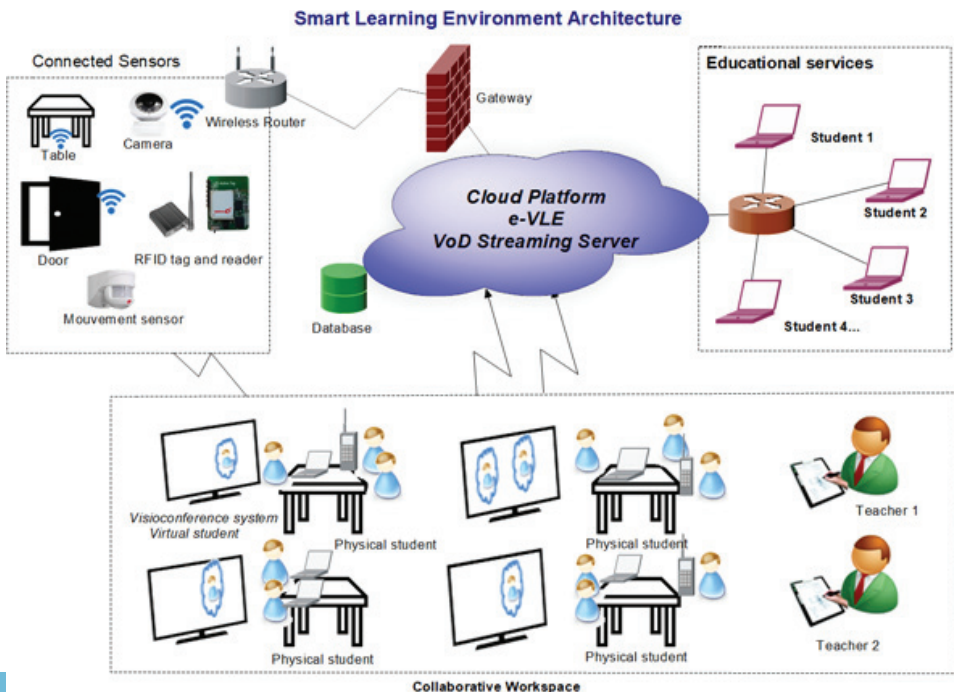 Smart Learning Environment Architecture
Connected Sensors
Table
Camera
Wireless Router
Door
RFID tag and reader
Mouvement sensor
Gateway
Cloud Platform
e-VLE
VoD Streaming Server
Database
Educational services
Student 1
Student 2
Student 3
Student 4...
Visioconference system
Virtual student
Physical student
Physical student
Teacher 1
Physical student
Physical student
Teacher 2
Collaborative Workspace